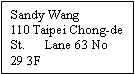 Sandy Wang
110 Taipei Chong-de
St. Lane 63 No
29 3F